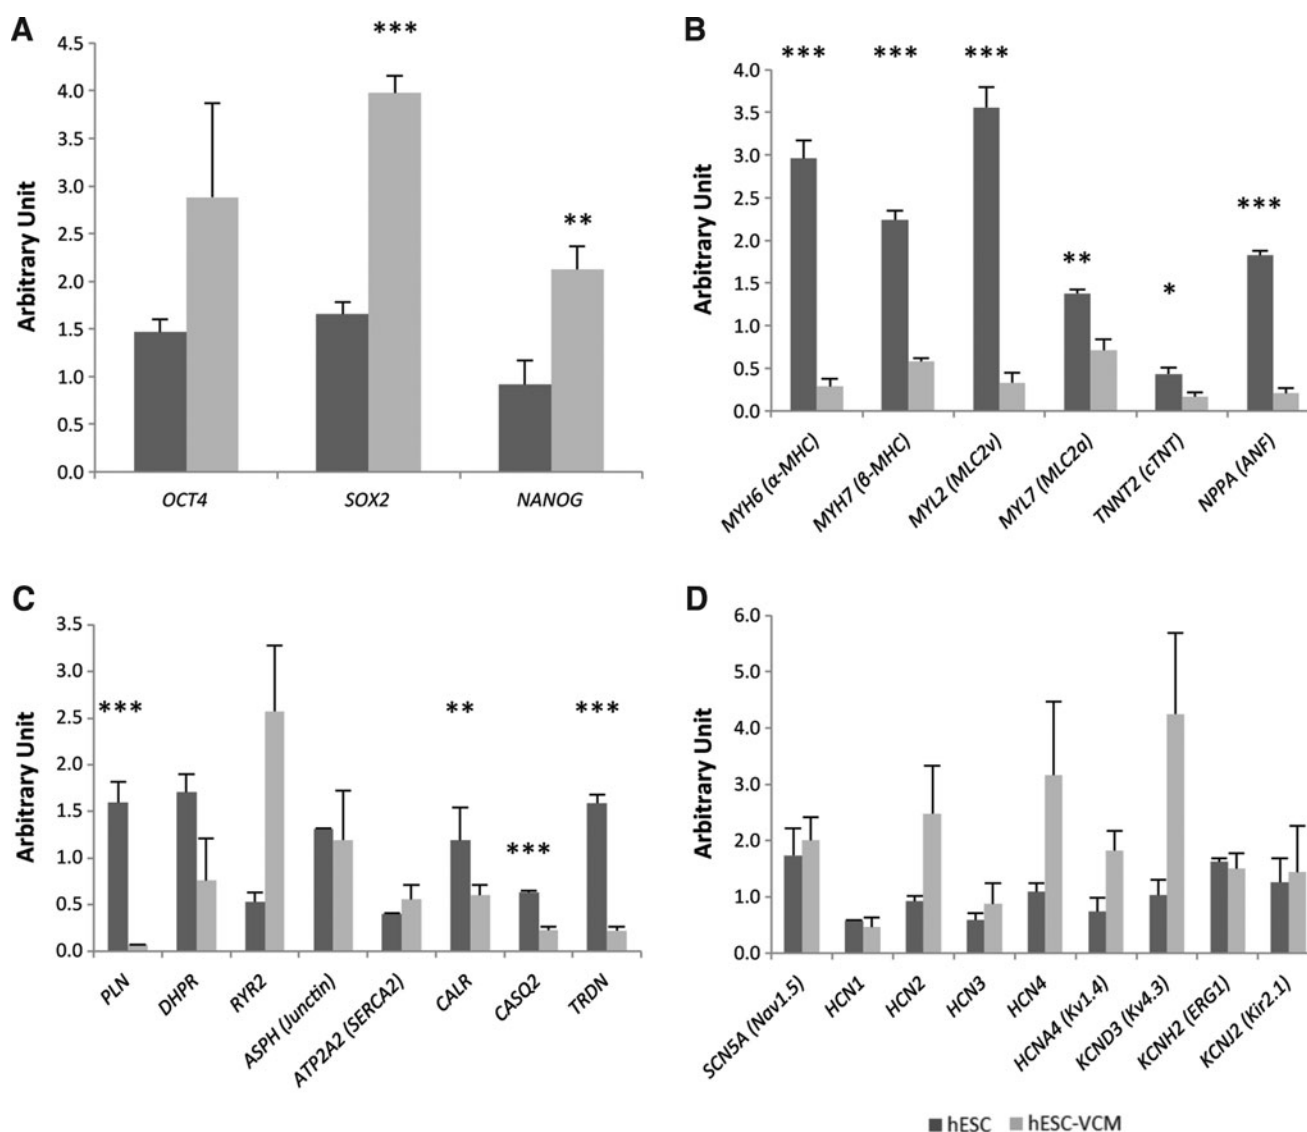 A
***
4.5
4.0
3.5
3.0
2.5
2.0
1.5
1.0
0.5
0.0
Arbitrary Unit
**
OCT4 SOX2 NANOG
B
*** *** ***
4.0
3.5
3.0
2.5
2.0
1.5
1.0
0.5
0.0
Arbitrary Unit
***
**
*
MYH6 (α-MHC)
MYH7 (β-MHC)
MYL2 (MLC2v)
MYL7 (MLC2a)
TNNT2 (cTNT)
NPPA (ANF)
C
3.5
3.0
2.5
2.0
1.5
1.0
0.5
0.0
Arbitrary Unit
*** ** ***
***
PLN
DHPR
RYR2
ASPH (Junctin)
ATP2A2 (SERCA2)
CALR
CASQ2
TRDN
D
6.0
5.0
4.0
3.0
2.0
1.0
0.0
Arbitrary Unit
SCN5A (Nav1.5)
HCN1
HCN2
HCN3
HCN4
HCNA4 (Kv1.4)
KCND3 (Kv4.3)
KCNH2 (ERG1)
KCNJ2 (Kir2.1)
hESC hESC-VCM